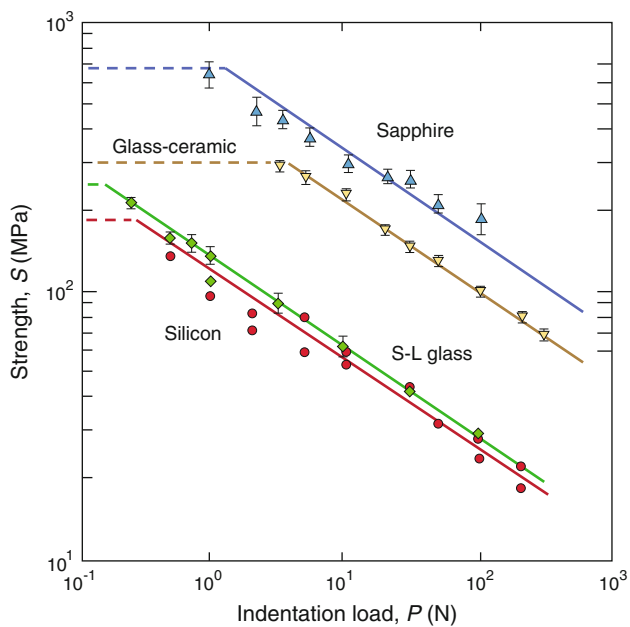 10³
Sapphire
Glass-ceramic
Strength, S (MPa)
10²
Silicon
S-L glass
10¹
10⁻¹ 10⁰ 10¹ 10² 10³
Indentation load, P (N)